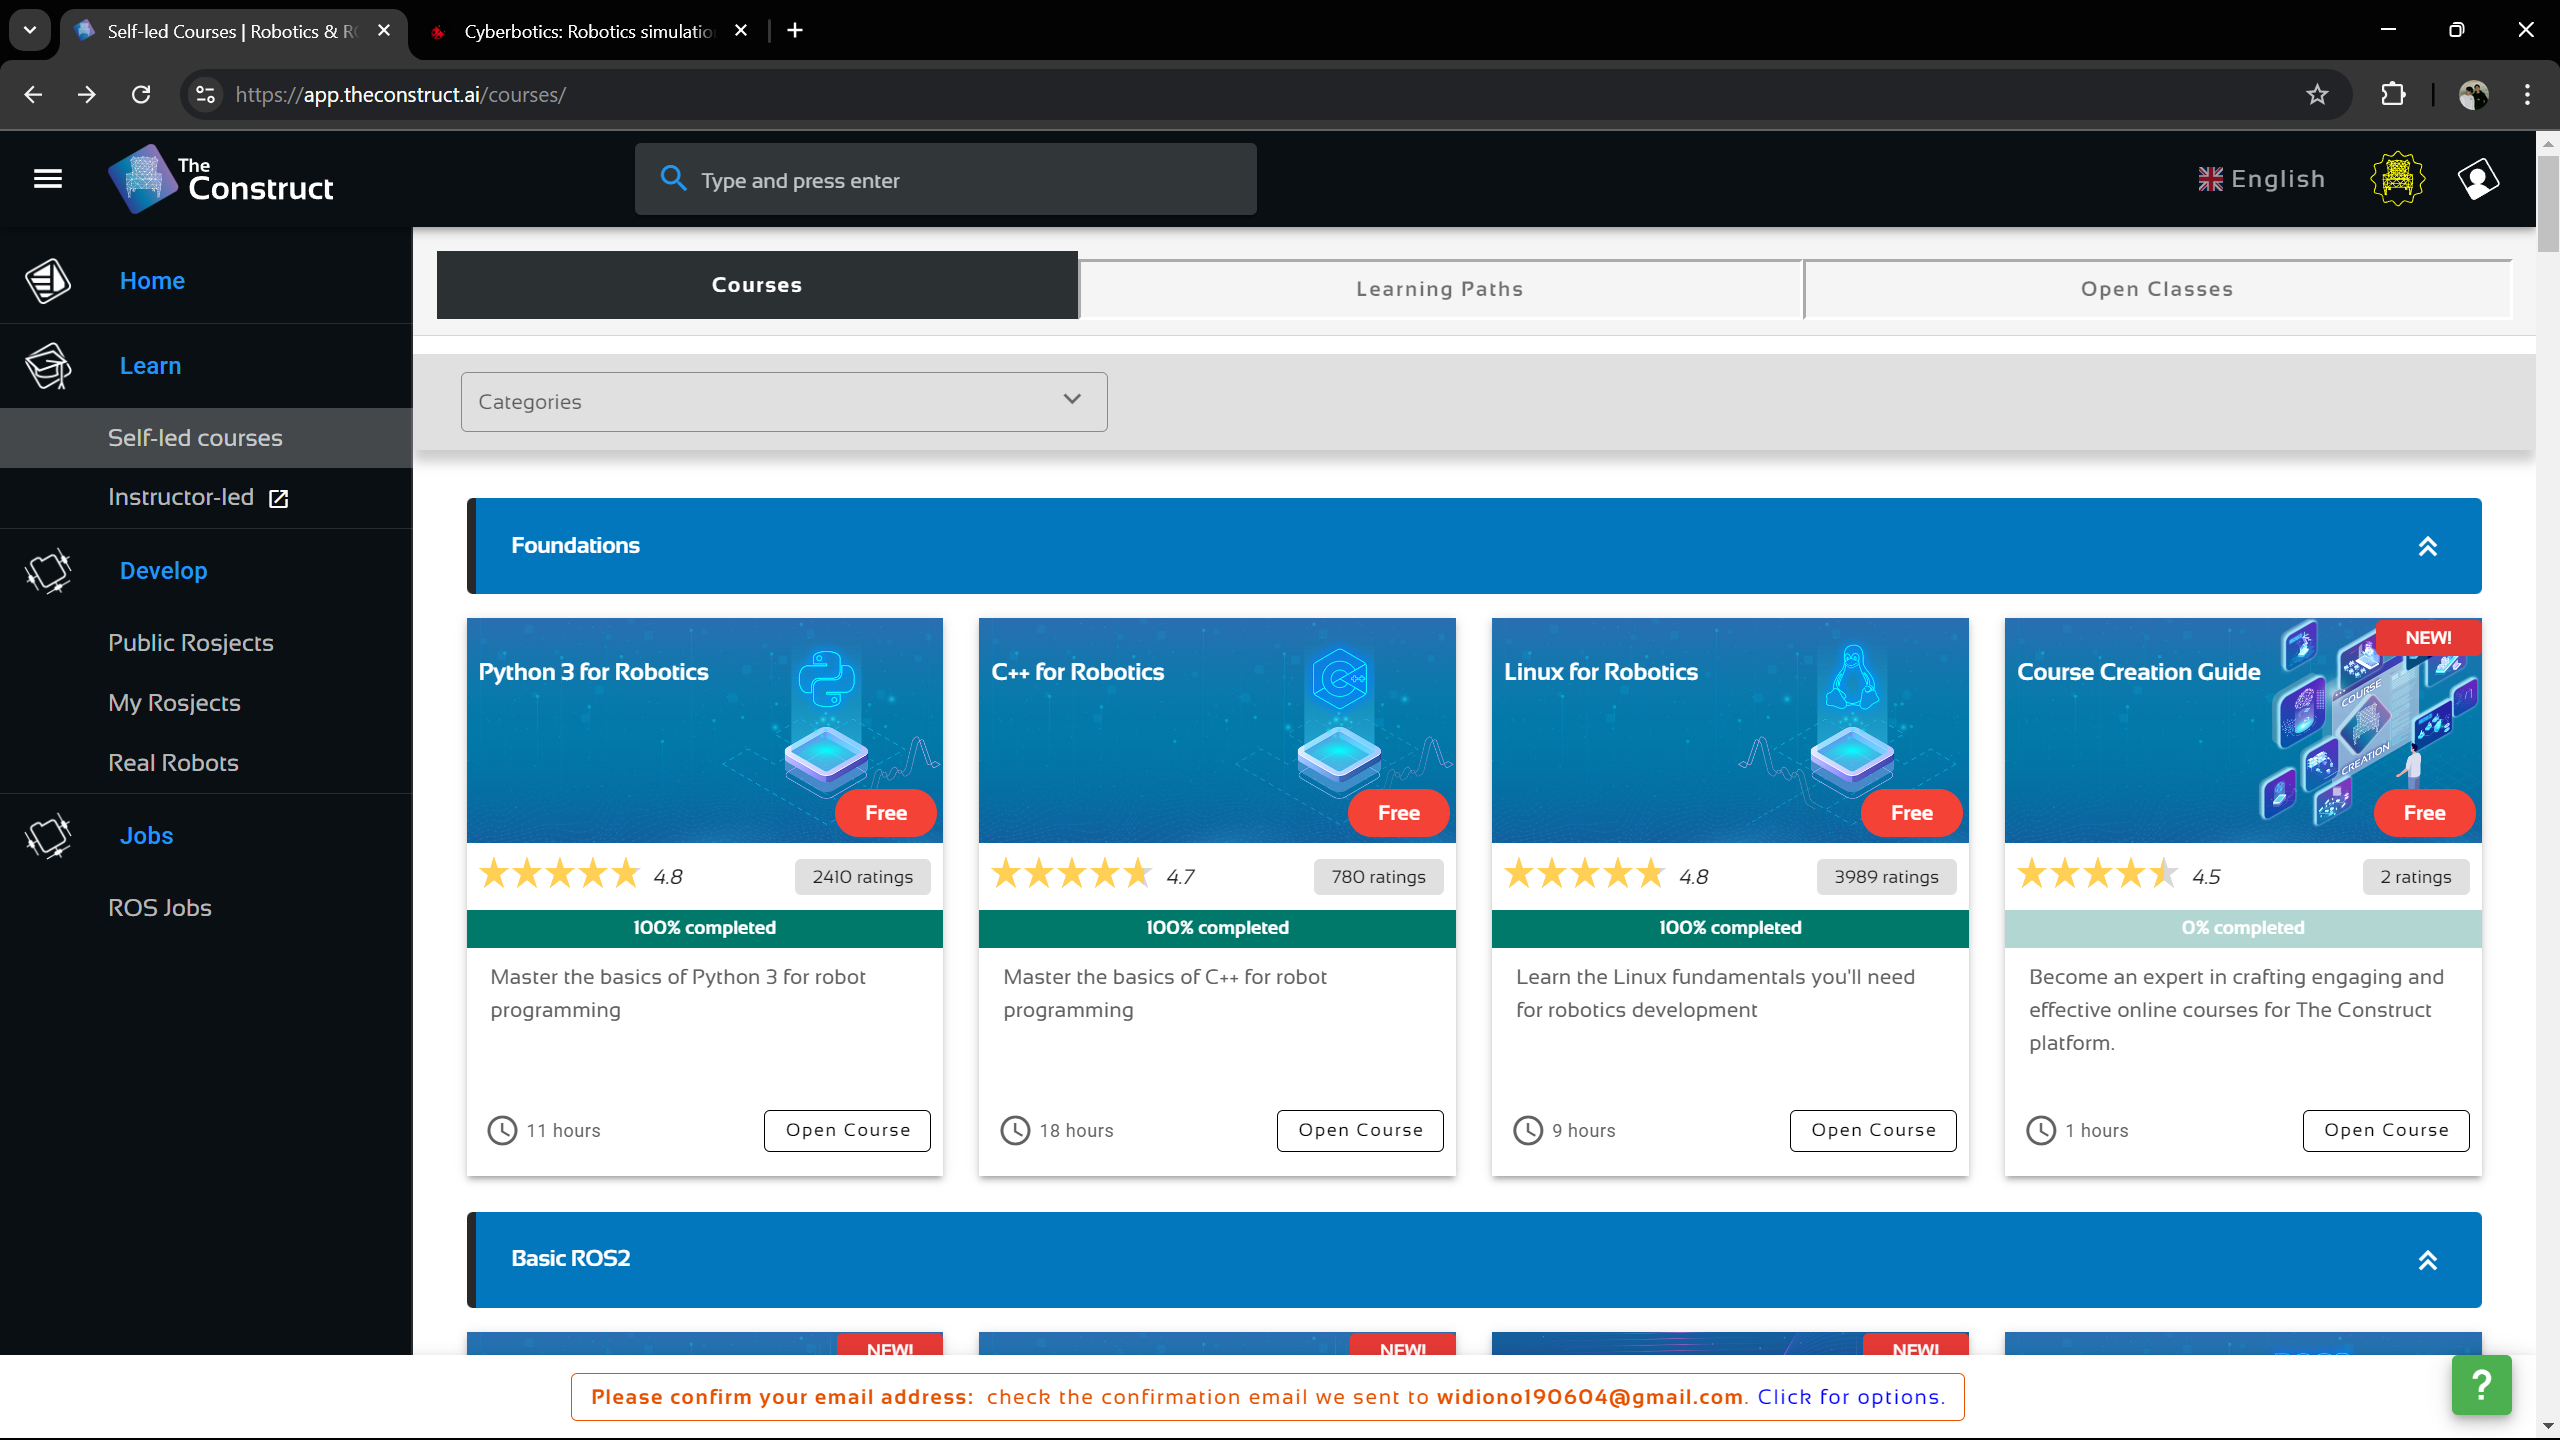 Self-led Courses | Robotics & R
Cyberbotics: Robotics simulatio
https://app.theconstruct.ai/courses/
The Construct
Type and press enter
English
Home
Learn
Self-led courses
Instructor-led
Develop
Public Rosjects
My Rosjects
Real Robots
Jobs
ROS Jobs
Courses
Learning Paths
Open Classes
Categories
Foundations
Python 3 for Robotics
Free
4.8
2410 ratings
100% completed
Master the basics of Python 3 for robot
programming
11 hours
Open Course
C++ for Robotics
C++
Free
4.7
780 ratings
100% completed
Master the basics of C++ for robot
programming
18 hours
Open Course
Linux for Robotics
Free
4.8
3989 ratings
100% completed
Learn the Linux fundamentals you'll need
for robotics development
9 hours
Open Course
NEW!
Course Creation Guide
COURSE
CREATION
Free
4.5
2 ratings
0% completed
Become an expert in crafting engaging and
effective online courses for The Construct
platform.
1 hours
Open Course
Basic ROS2
NEW!
NEW!
NEW!
Please confirm your email address: check the confirmation email we sent to widiono190604@gmail.com. Click for options.
?